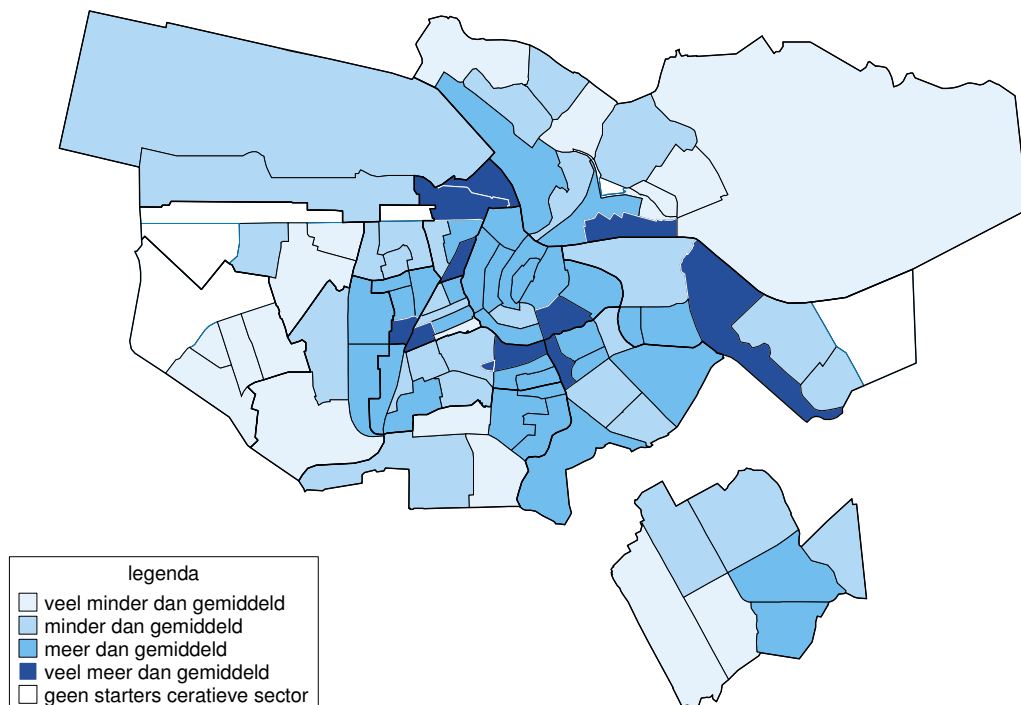 legenda
veel minder dan gemiddeld
minder dan gemiddeld
meer dan gemiddeld
veel meer dan gemiddeld
geen starters ceratieve sector